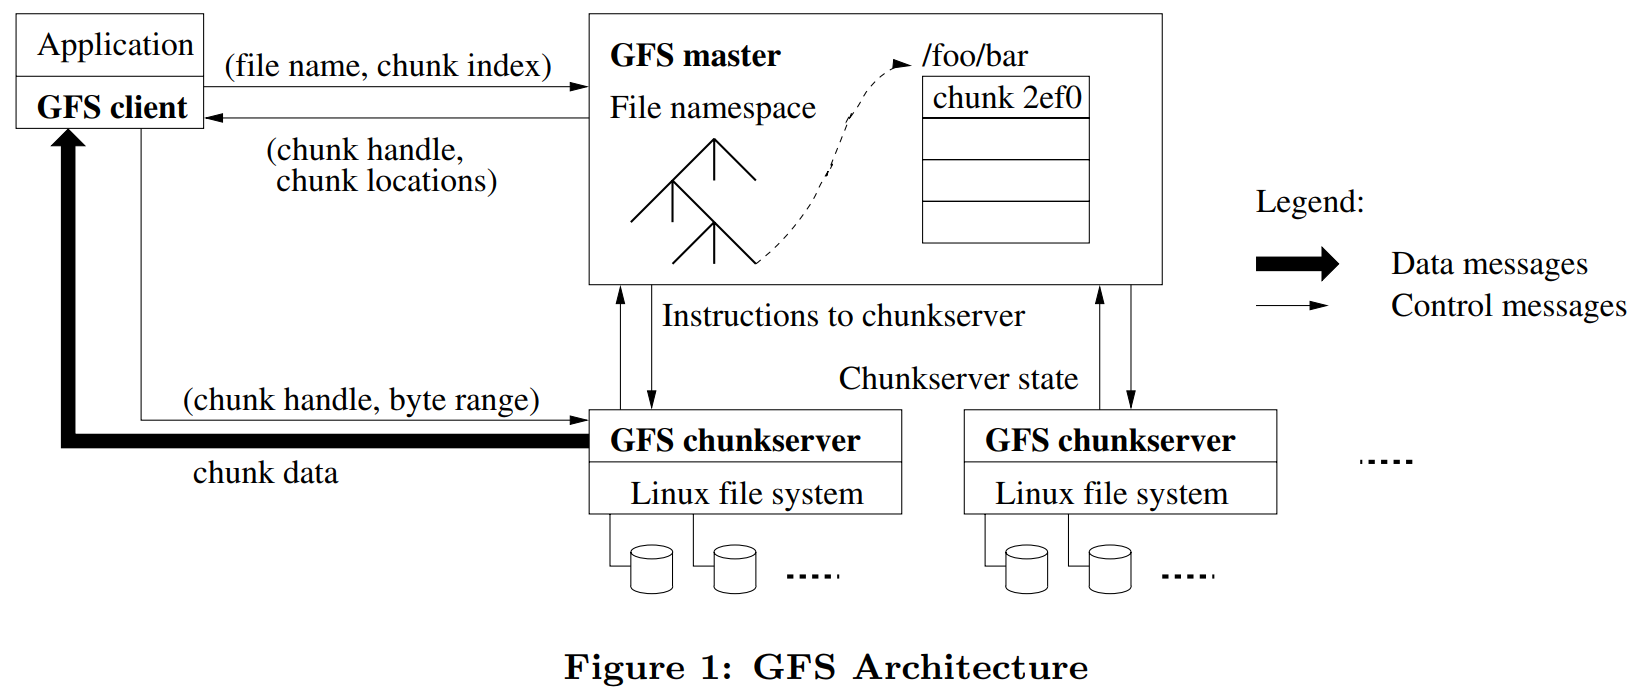 Application
GFS client
(file name, chunk index)
(chunk handle,
chunk locations)
GFS master
File namespace
/foo/bar
chunk 2ef0
Legend:
Data messages
Control messages
Instructions to chunkserver
Chunkserver state
(chunk handle, byte range)
chunk data
GFS chunkserver
Linux file system
GFS chunkserver
Linux file system
Figure 1: GFS Architecture